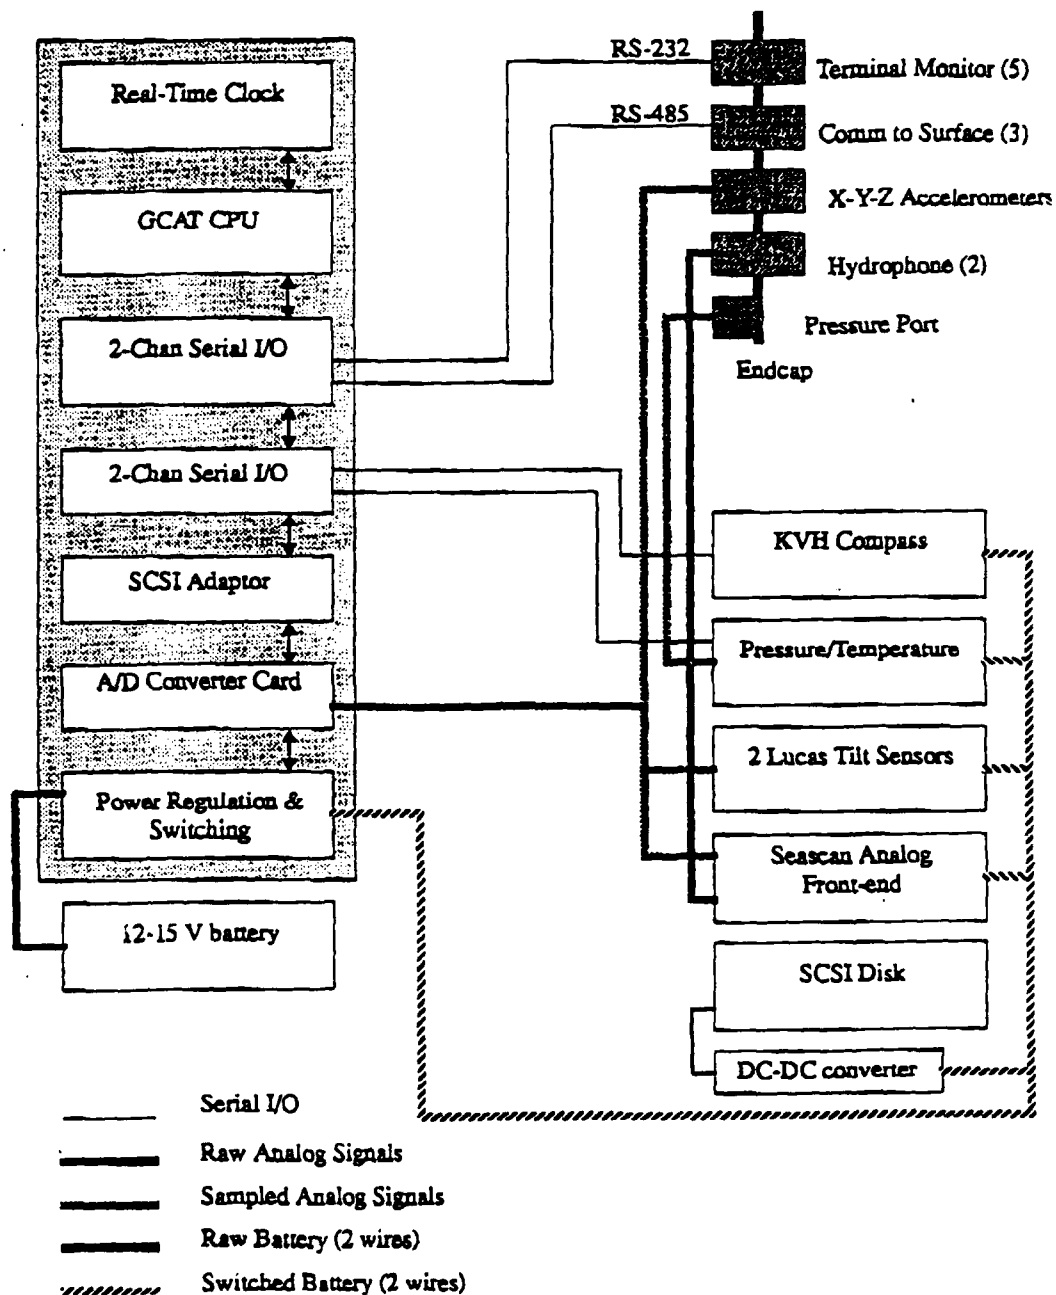 Real-Time Clock
GCAT CPU
2-Chan Serial I/O
2-Chan Serial I/O
SCSI Adaptor
A/D Converter Card
Power Regulation &
Switching
12-15 V battery
RS-232
Terminal Monitor (5)
RS-485
Comm to Surface (3)
X-Y-Z Accelerometers
Hydrophone (2)
Pressure Port
Endcap
KVH Compass
Pressure/Temperature
2 Lucas Tilt Sensors
Seascan Analog
Front-end
SCSI Disk
DC-DC converter
Serial I/O
Raw Analog Signals
Sampled Analog Signals
Raw Battery (2 wires)
Switched Battery (2 wires)